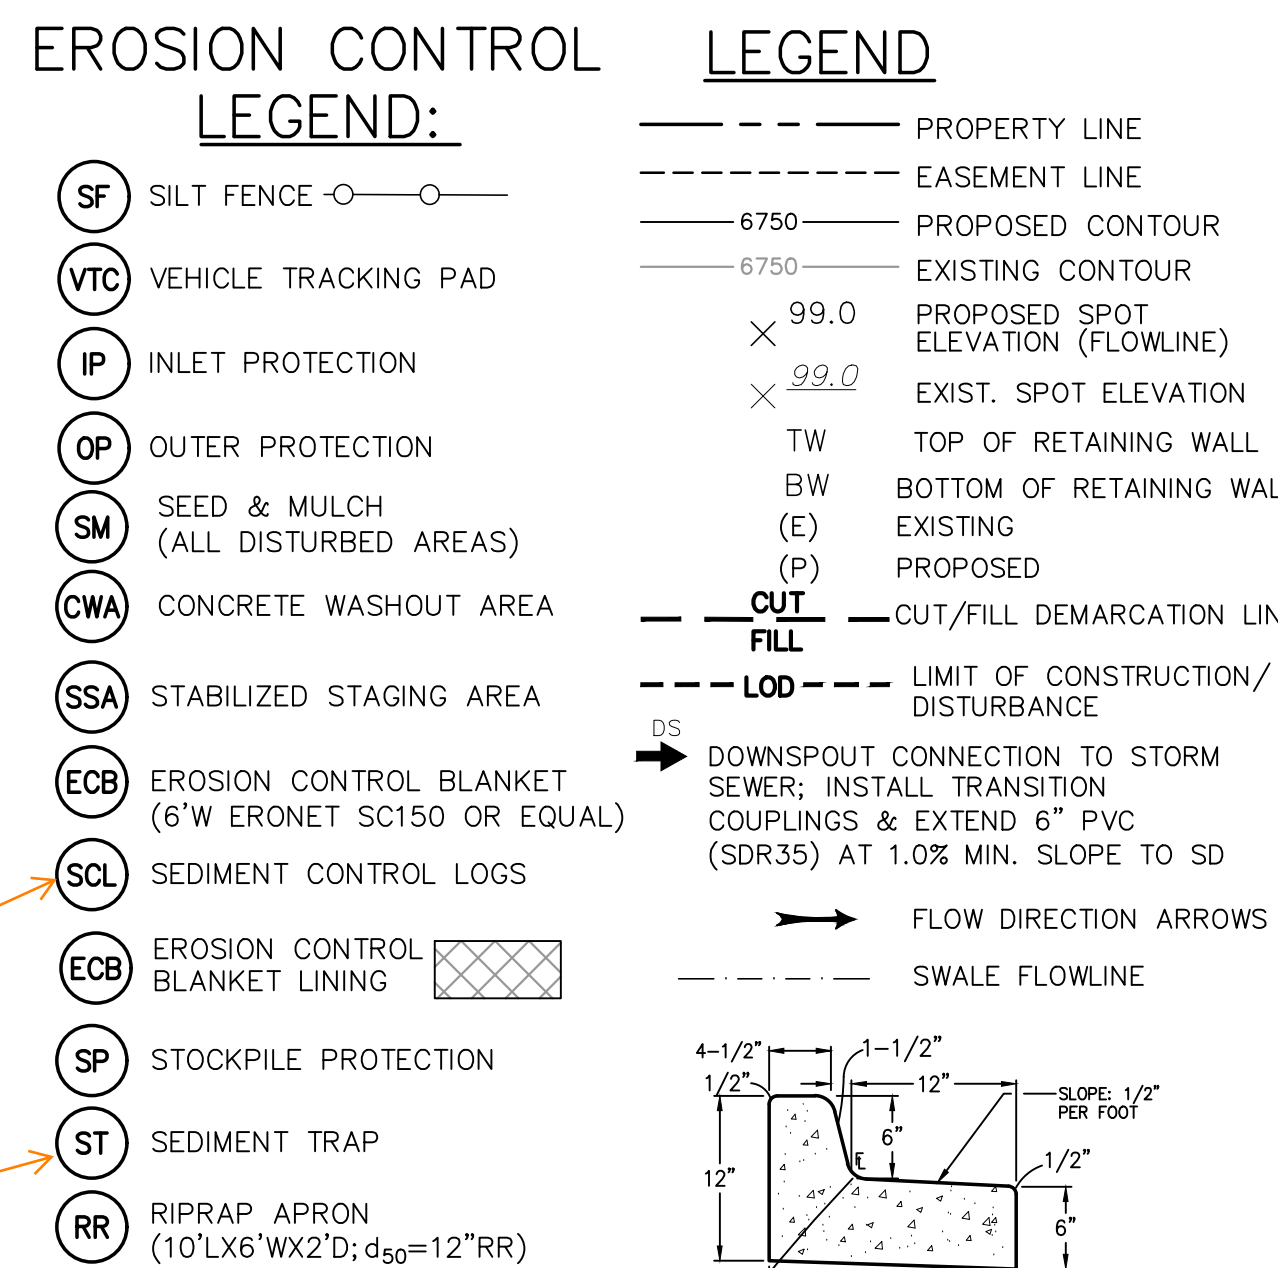 EROSION CONTROL
LEGEND:
SF SILT FENCE
VTC VEHICLE TRACKING PAD
IP INLET PROTECTION
OP OUTER PROTECTION
SM SEED & MULCH
(ALL DISTURBED AREAS)
CWA CONCRETE WASHOUT AREA
SSA STABILIZED STAGING AREA
ECB EROSION CONTROL BLANKET
(6'W ERONET SC150 OR EQUAL)
SCL SEDIMENT CONTROL LOGS
ECB EROSION CONTROL
BLANKET LINING
SP STOCKPILE PROTECTION
ST SEDIMENT TRAP
RR RIPRAP APRON
(10'LX6'WX2'D; d50=12"RR)
LEGEND
PROPERTY LINE
EASEMENT LINE
6750 PROPOSED CONTOUR
6750 EXISTING CONTOUR
99.0 PROPOSED SPOT
ELEVATION (FLOWLINE)
99.0 EXIST. SPOT ELEVATION
TW TOP OF RETAINING WALL
BW BOTTOM OF RETAINING WAL
(E) EXISTING
(P) PROPOSED
CUT
FILL
CUT/FILL DEMARCATION LIN
LOD LIMIT OF CONSTRUCTION/
DISTURBANCE
DS
DOWNSPOUT CONNECTION TO STORM
SEWER; INSTALL TRANSITION
COUPLINGS & EXTEND 6" PVC
(SDR35) AT 1.0% MIN. SLOPE TO SD
FLOW DIRECTION ARROWS
SWALE FLOWLINE
4-1/2" 1-1/2"
1/2" 12"
SLOPE: 1/2"
PER FOOT
6"
FL
1/2"
12"
6"